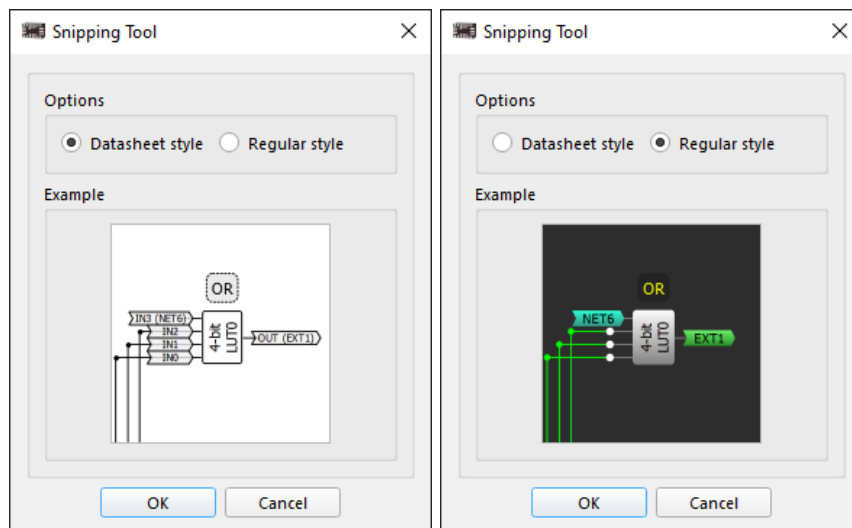 Snipping Tool
Options
Datasheet style
Regular style
Example
OR
IN3 (NET6)
IN2
IN1
IN0
4-bit
LUT0
OUT (EXT1)
OK
Cancel
Snipping Tool
Options
Datasheet style
Regular style
Example
OR
NET6
4-bit
LUT0
EXT1
OK
Cancel